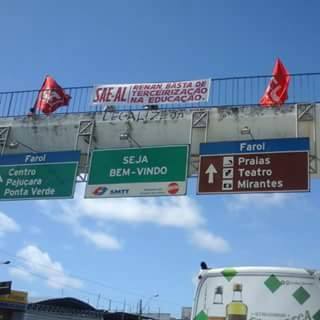 SAE-AL
RENAN BASTA DE
TERCEIRIZAÇÃO
NA EDUCAÇÃO.
Farol
Centro
Pajuçara
Ponta Verde
SEJA
BEM-VINDO
SMTT
Farol
Praias
Teatro
Mirantes